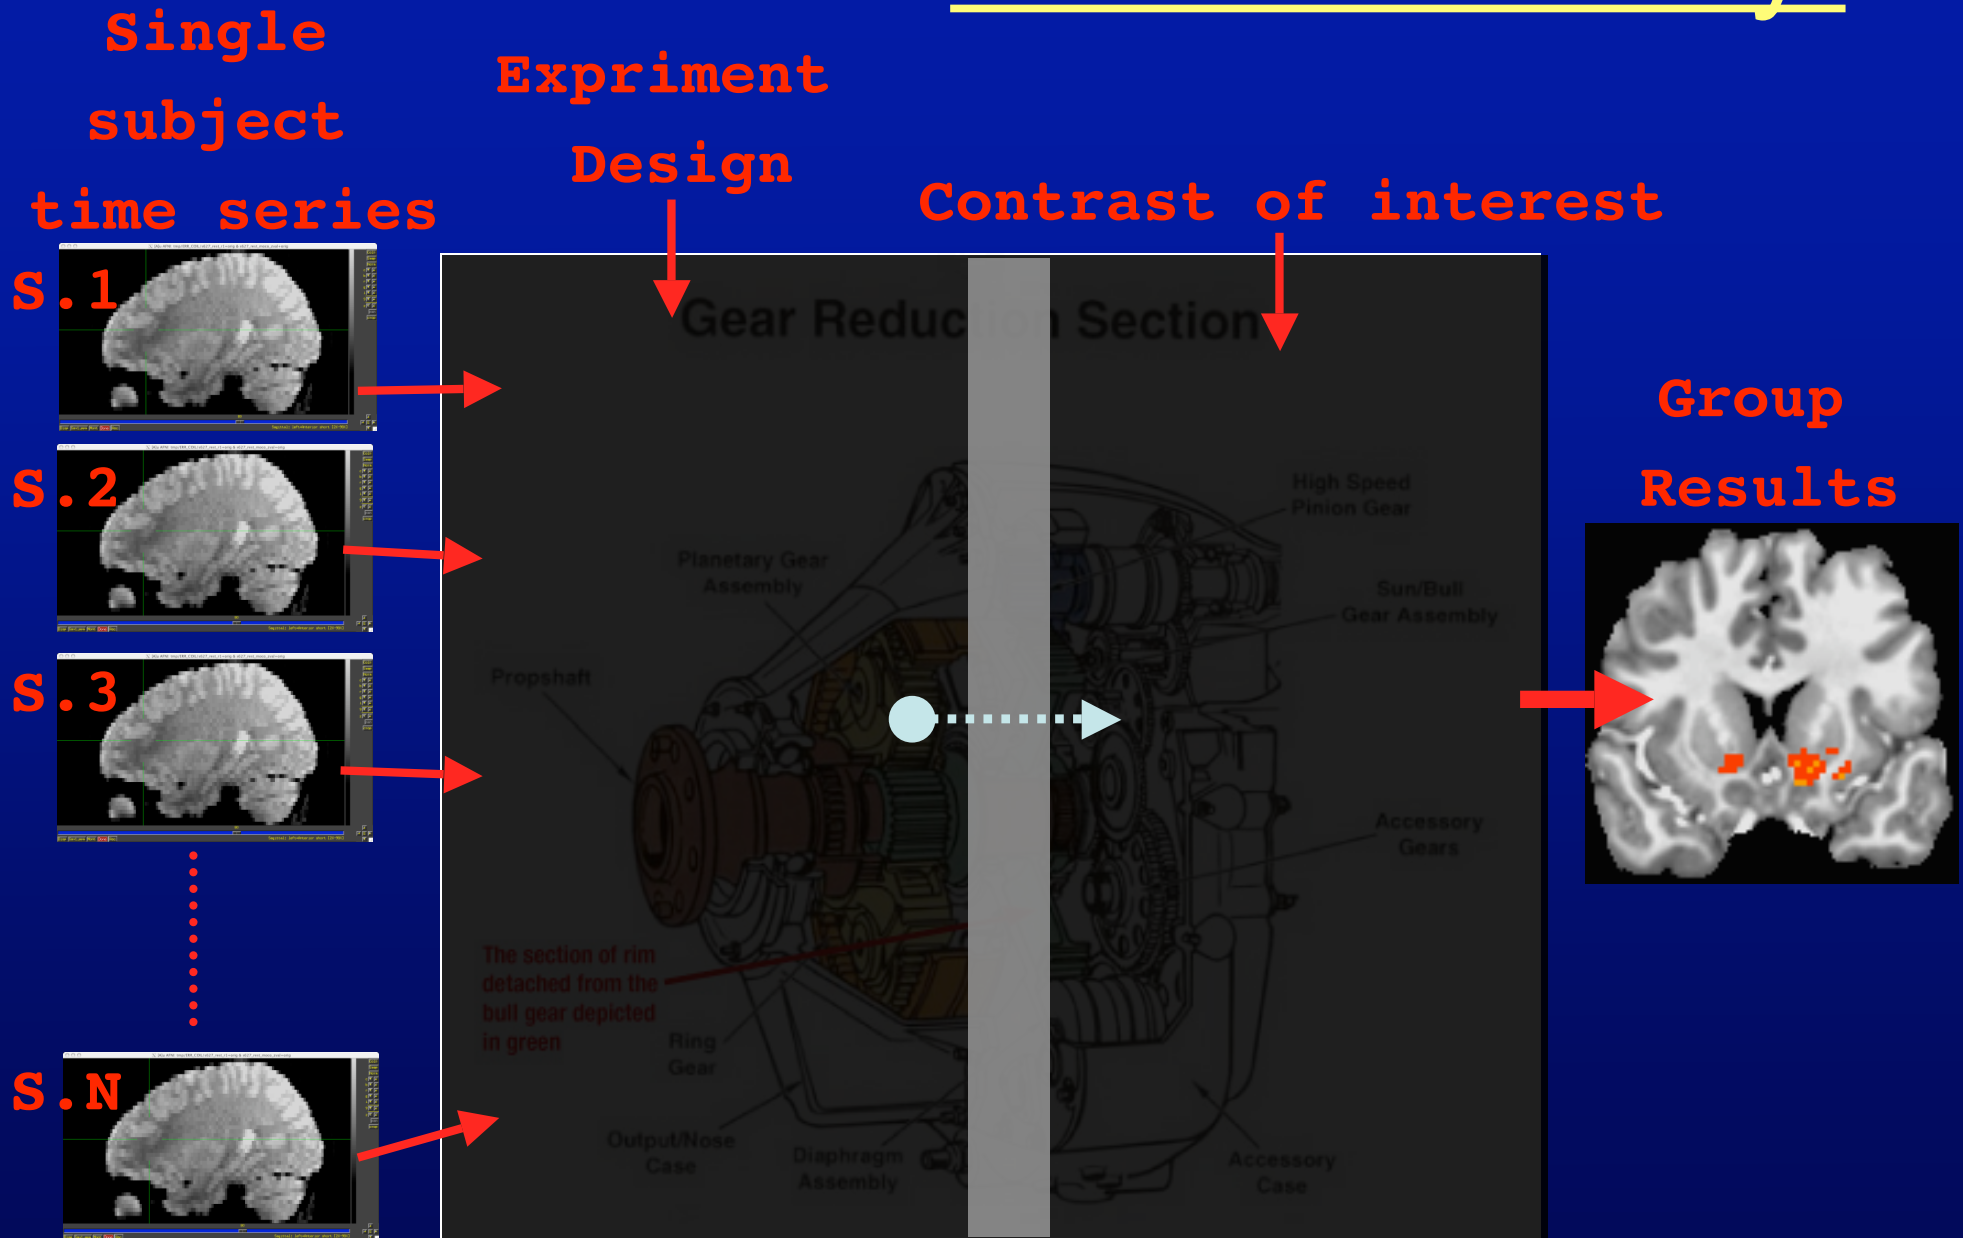 Single
subject
time series
Expriment
Design
Contrast of interest
S.1
S.2
S.3
S.N
Gear Reduction Section
High Speed
Pinion Gear
Planetary Gear
Assembly
Sun/Bull
Gear Assembly
Propshaft
Accessory
Gears
The section of rim
detached from the
bull gear depicted
in green
Ring
Gear
Output/Nose
Case
Diaphragm
Assembly
Accessory
Case
Group
Results